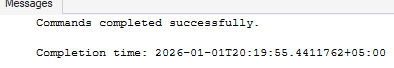 Messages
Commands completed successfully.
Completion time: 2026-01-01T20:19:55.4411762+05:00